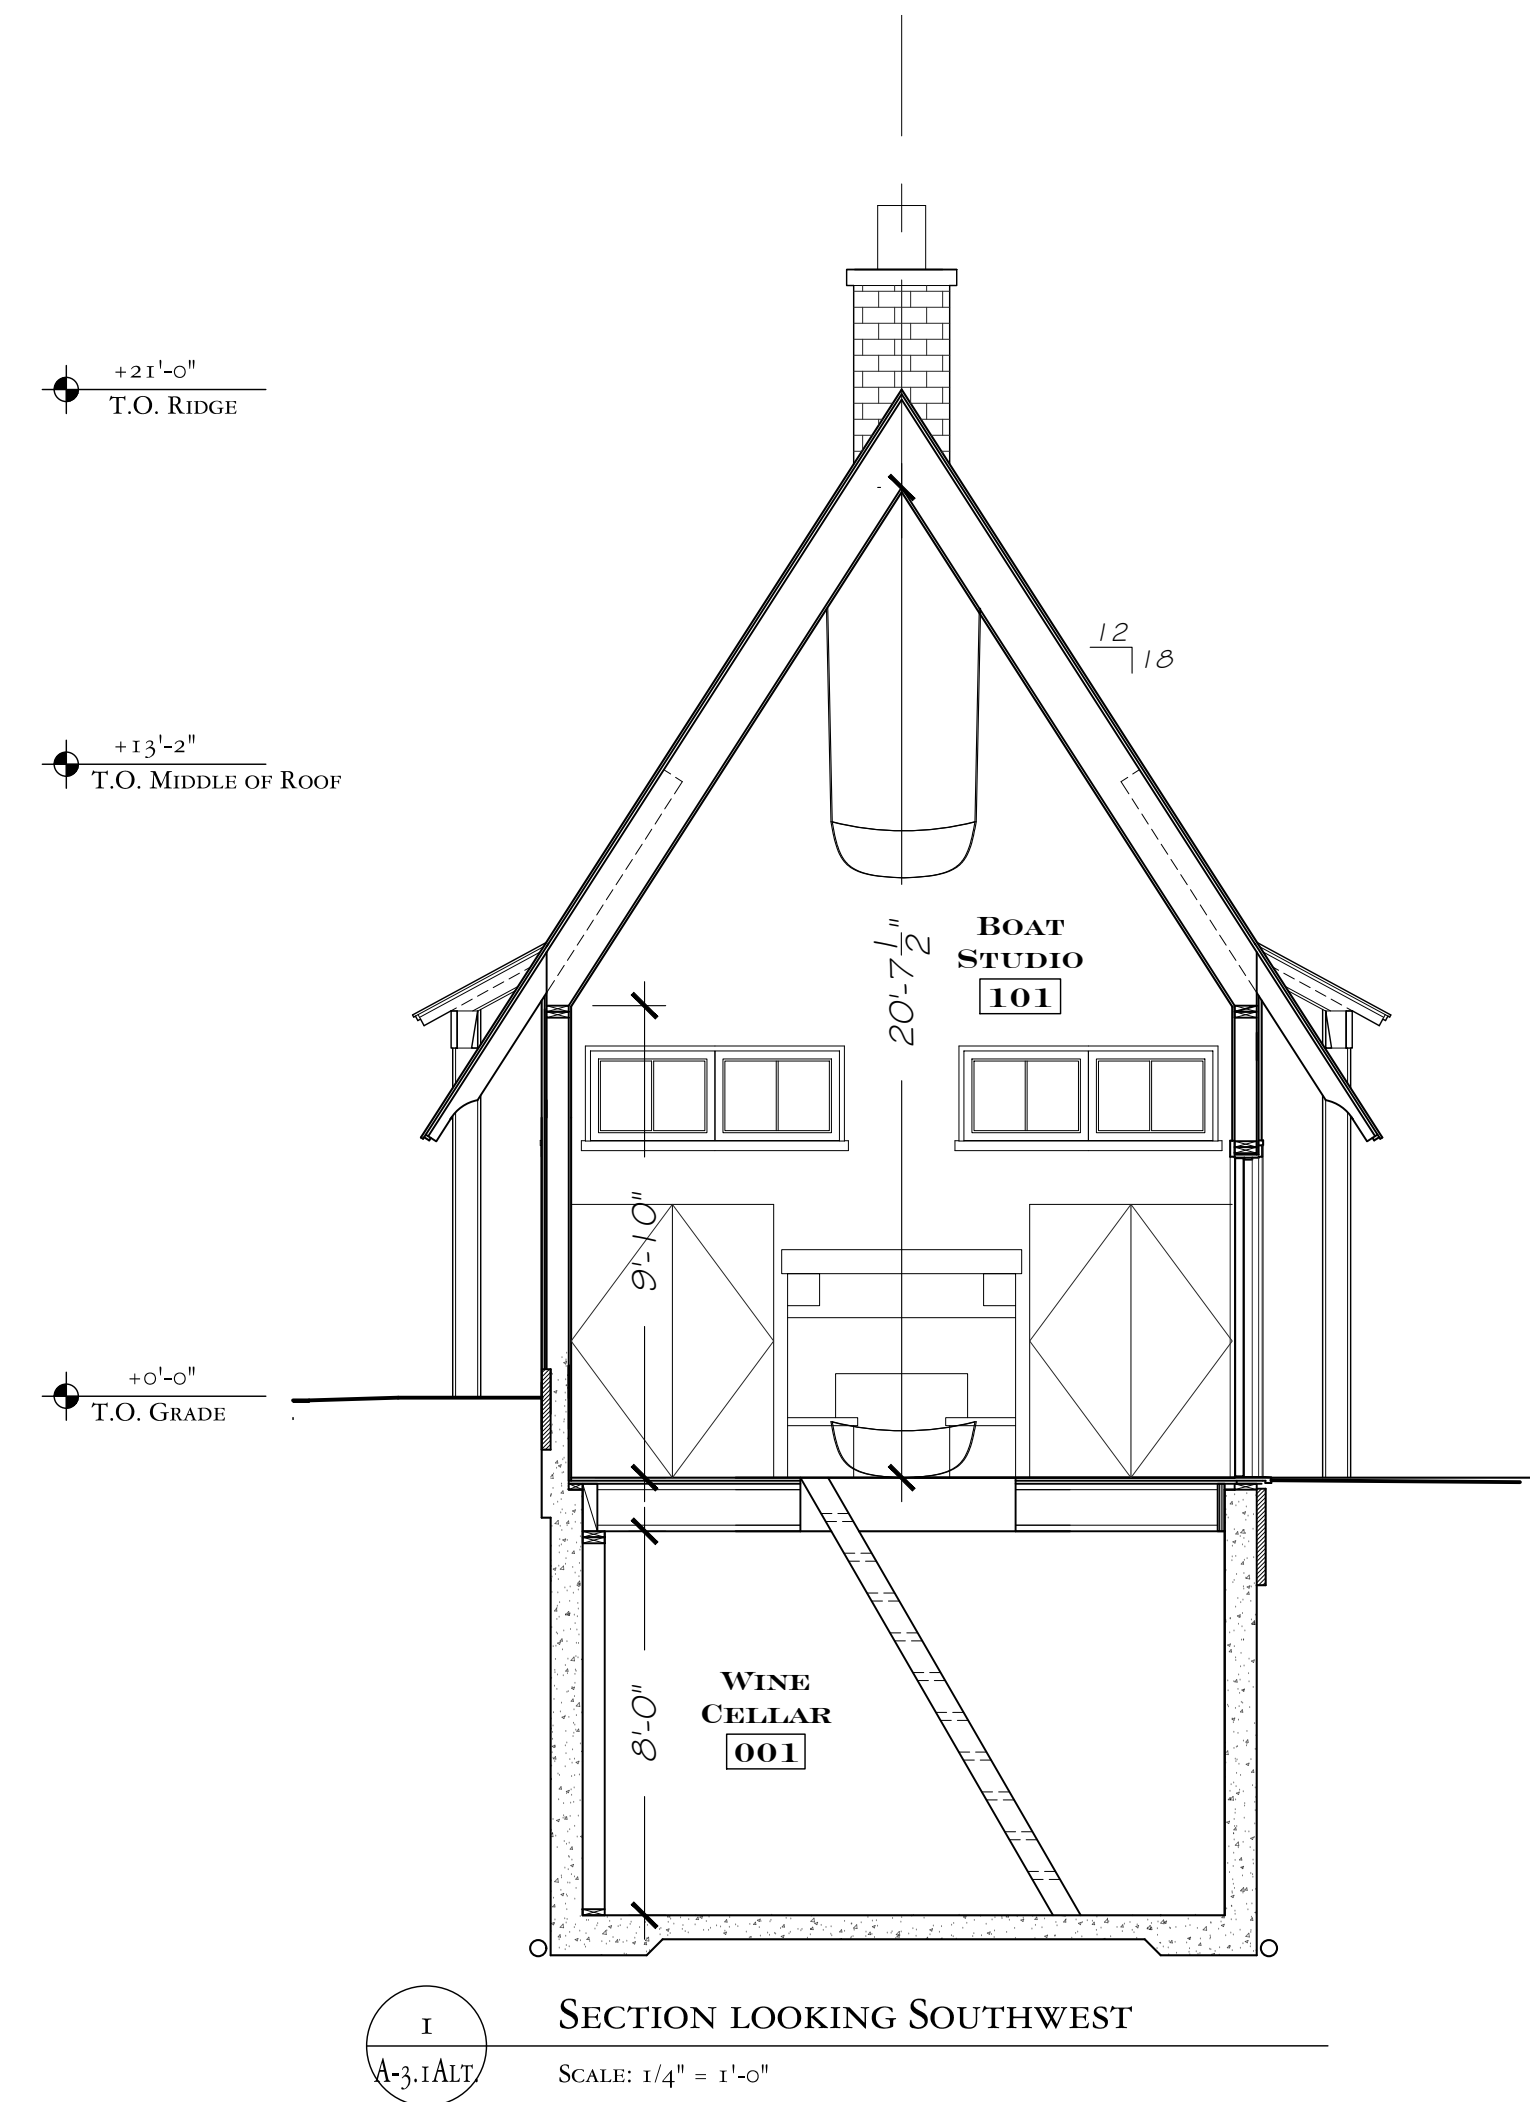 +21'-0"
T.O. Ridge
12
18
+13'-2"
T.O. Middle of Roof
Boat
Studio
101
20'-7 1/2"
9'-10"
+0'-0"
T.O. Grade
Wine
Cellar
001
8'-0"
1
A-3.1Alt.
Section looking Southwest
Scale: 1/4" = 1'-0"